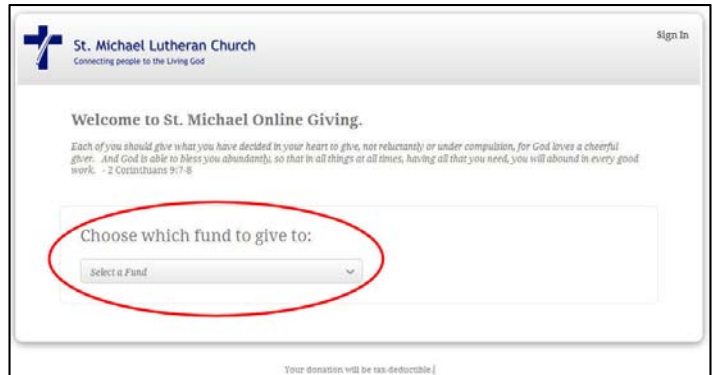 St. Michael Lutheran Church
Connecting people to the Living God
Sign In
Welcome to St. Michael Online Giving.
Each of you should give what you have decided in your heart to give, not reluctantly or under compulsion, for God loves a cheerful
giver. And God is able to bless you abundantly, so that in all things at all times, having all that you need, you will abound in every good
work. - 2 Corinthians 9:7-8
Choose which fund to give to:
Select a Fund
Your donation will be tax-deductible.